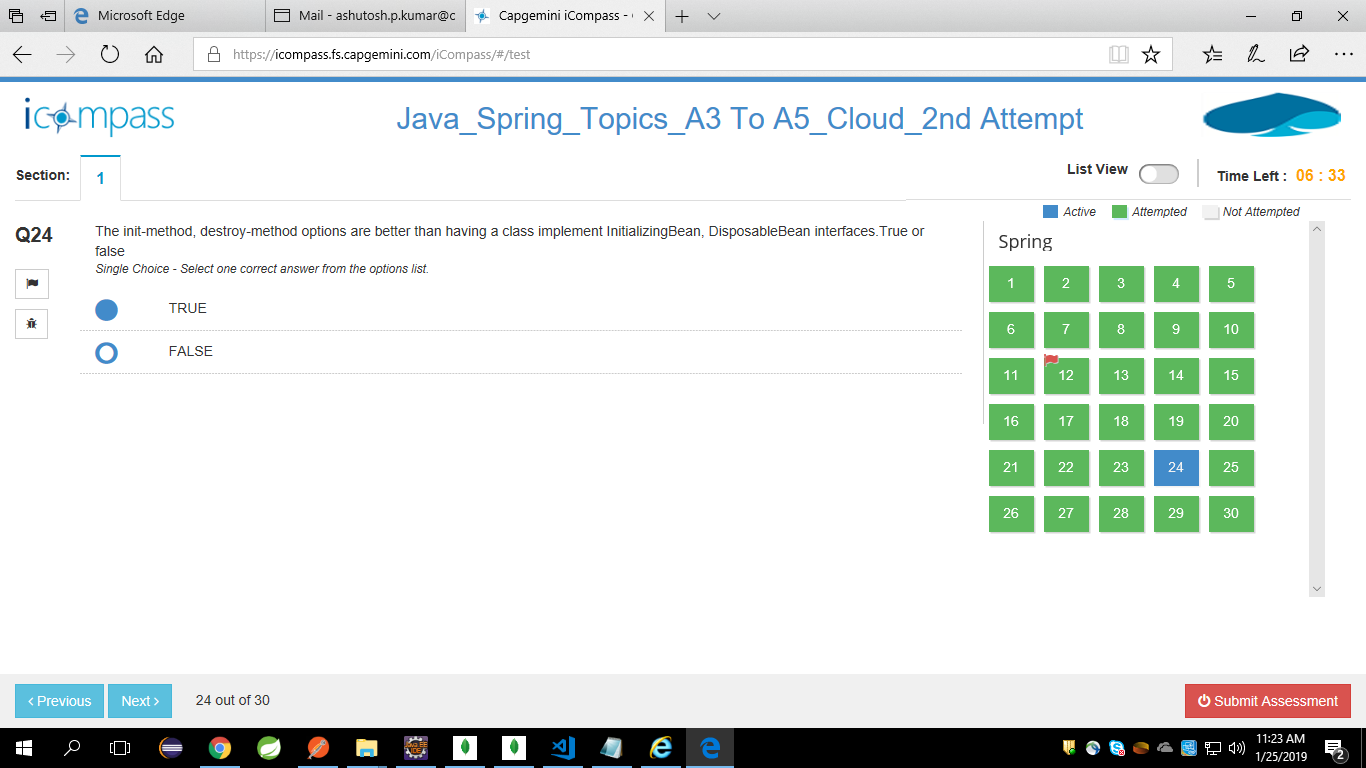 Microsoft Edge
Mail - ashutosh.p.kumar@c
Capgemini iCompass -
https://icompass.fs.capgemini.com/iCompass/#/test
icompass
Java_Spring_Topics_A3 To A5_Cloud_2nd Attempt
Section:
1
List View
Time Left : 06 : 33
Active Attempted Not Attempted
Q24
The init-method, destroy-method options are better than having a class implement InitializingBean, DisposableBean interfaces.True or
false
Single Choice - Select one correct answer from the options list.
TRUE
FALSE
Spring
1 2 3 4 5
6 7 8 9 10
11 12 13 14 15
16 17 18 19 20
21 22 23 24 25
26 27 28 29 30
‹ Previous
Next ›
24 out of 30
Submit Assessment
11:23 AM
1/25/2019
2